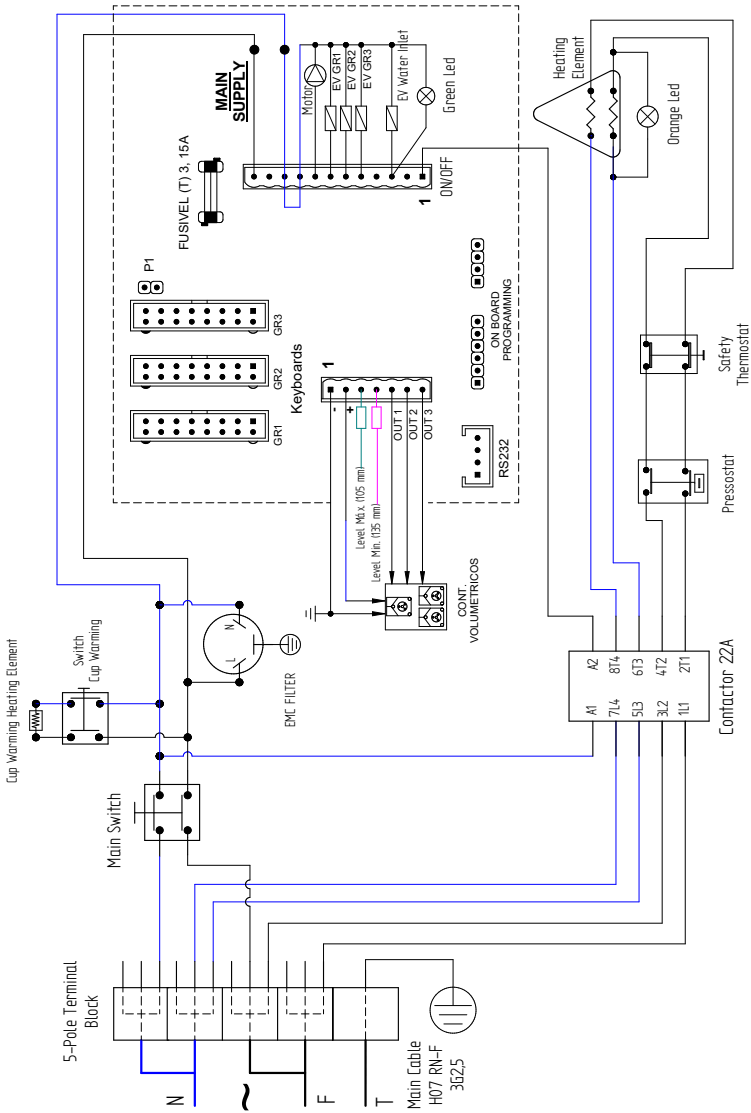 MAIN
SUPPLY
Motor
EV GR1
EV GR2
EV GR3
EV Water Inlet
Green Led
FUSIVEL (T) 3, 15A
1
ON/OFF
P1
GR3
GR2
GR1
Keyboards
ON BOARD
PROGRAMMING
RS232
1
-
+
OUT 1
OUT 2
OUT 3
Level Máx. (105 mm)
Level Min. (135 mm)
CONT.
VOLUMETRICOS
Heating
Element
Orange Led
Safety
Thermostat
Pressostat
Cup Warming Heating Element
Switch
Cup Warming
L
N
EMC FILTER
Main Switch
A1
7L4
5L3
3L2
1L1
A2
8T4
6T3
4T2
2T1
Contactor 22A
5-Pole Terminal
Block
N
~
F
T
Main Cable
H07 RN-F
3G2,5